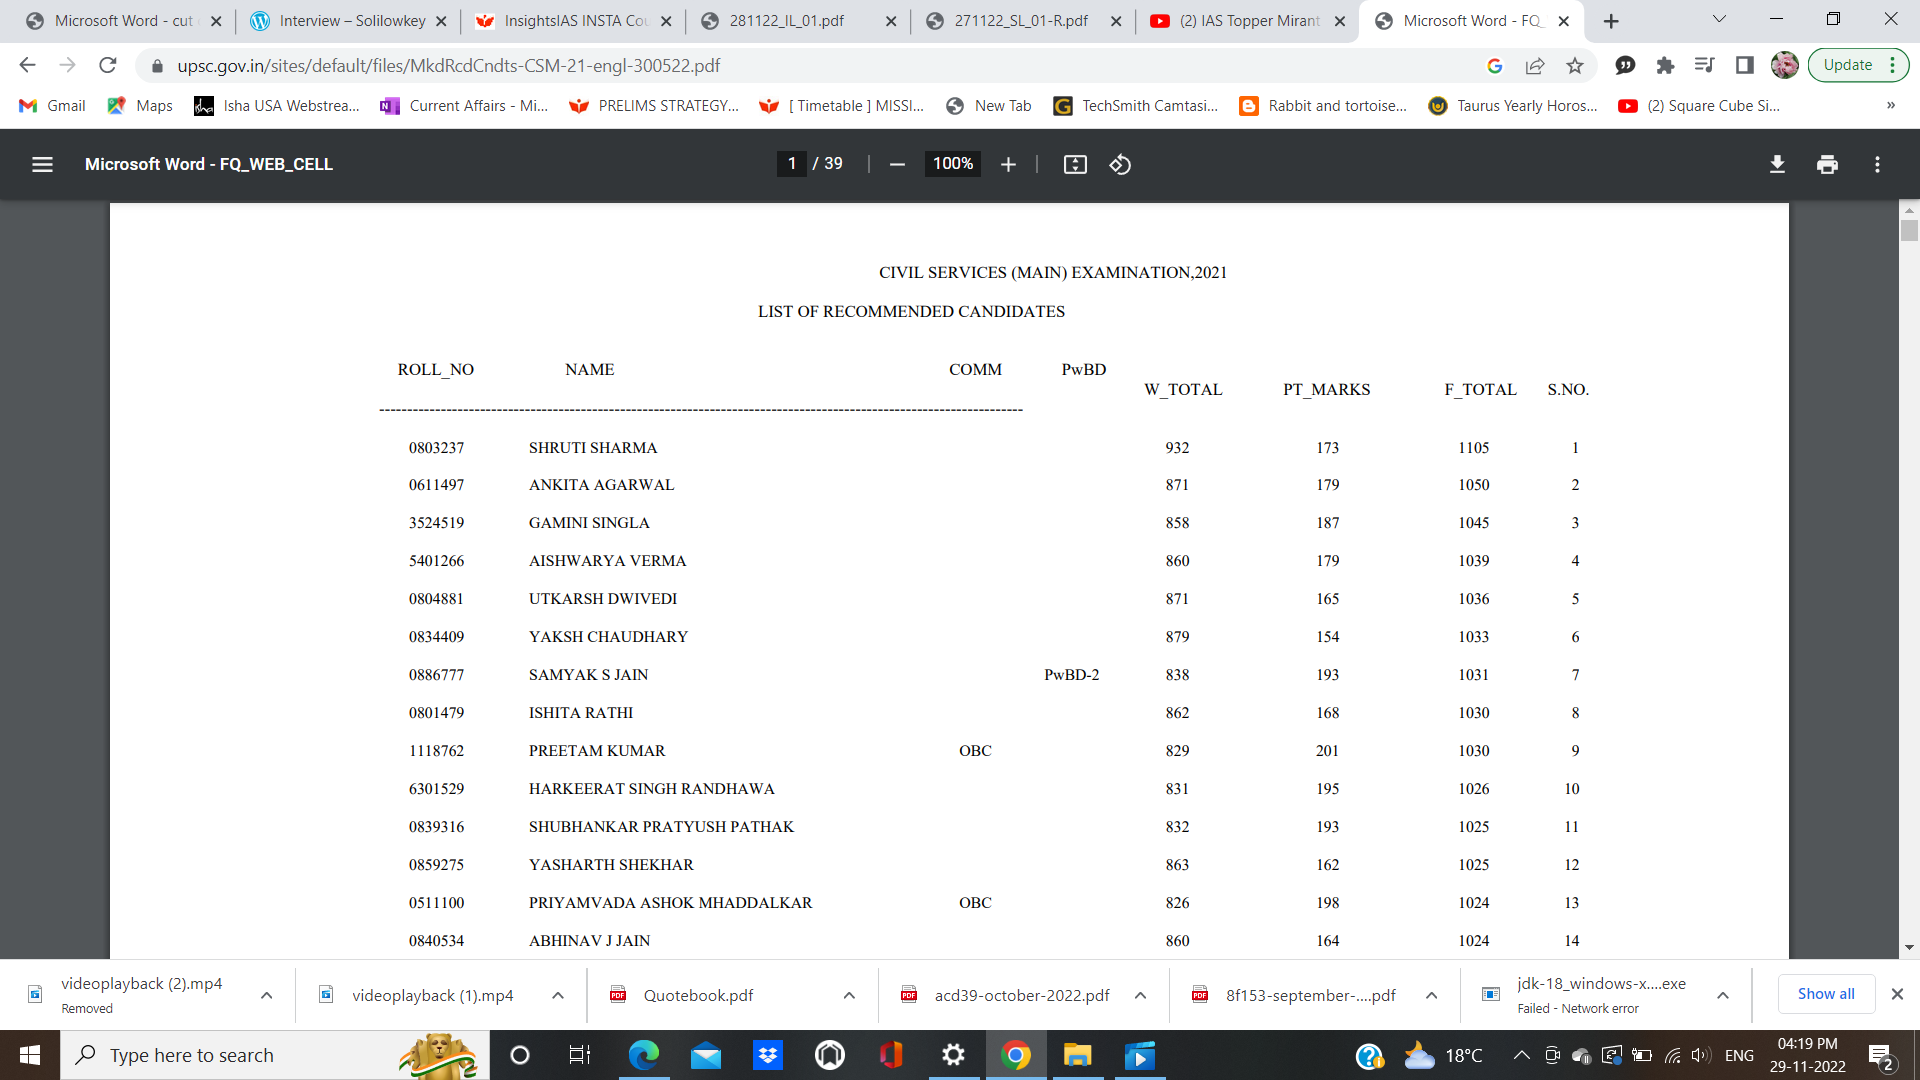 Microsoft Word - cut
Interview – Solilowkey
InsightsIAS INSTA Cou
281122_IL_01.pdf
271122_SL_01-R.pdf
(2) IAS Topper Mirant
Microsoft Word - FQ_
upsc.gov.in/sites/default/files/MkdRcdCndts-CSM-21-engl-300522.pdf
Update
Gmail
Maps
Isha USA Webstrea...
Current Affairs - Mi...
PRELIMS STRATEGY...
[ Timetable ] MISSI...
New Tab
TechSmith Camtasi...
Rabbit and tortoise...
Taurus Yearly Horos...
(2) Square Cube Si...
»
Microsoft Word - FQ_WEB_CELL
1 / 39
100%
CIVIL SERVICES (MAIN) EXAMINATION,2021
LIST OF RECOMMENDED CANDIDATES
ROLL_NO NAME COMM PwBD W_TOTAL PT_MARKS F_TOTAL S.NO.
0803237 SHRUTI SHARMA 932 173 1105 1
0611497 ANKITA AGARWAL 871 179 1050 2
3524519 GAMINI SINGLA 858 187 1045 3
5401266 AISHWARYA VERMA 860 179 1039 4
0804881 UTKARSH DWIVEDI 871 165 1036 5
0834409 YAKSH CHAUDHARY 879 154 1033 6
0886777 SAMYAK S JAIN PwBD-2 838 193 1031 7
0801479 ISHITA RATHI 862 168 1030 8
1118762 PREETAM KUMAR OBC 829 201 1030 9
6301529 HARKEERAT SINGH RANDHAWA 831 195 1026 10
0839316 SHUBHANKAR PRATYUSH PATHAK 832 193 1025 11
0859275 YASHARTH SHEKHAR 863 162 1025 12
0511100 PRIYAMVADA ASHOK MHADDALKAR OBC 826 198 1024 13
0840534 ABHINAV J JAIN 860 164 1024 14
videoplayback (2).mp4
Removed
videoplayback (1).mp4
Quotebook.pdf
acd39-october-2022.pdf
8f153-september-....pdf
jdk-18_windows-x....exe
Failed - Network error
Show all
Type here to search
18°C
ENG
04:19 PM
29-11-2022
2